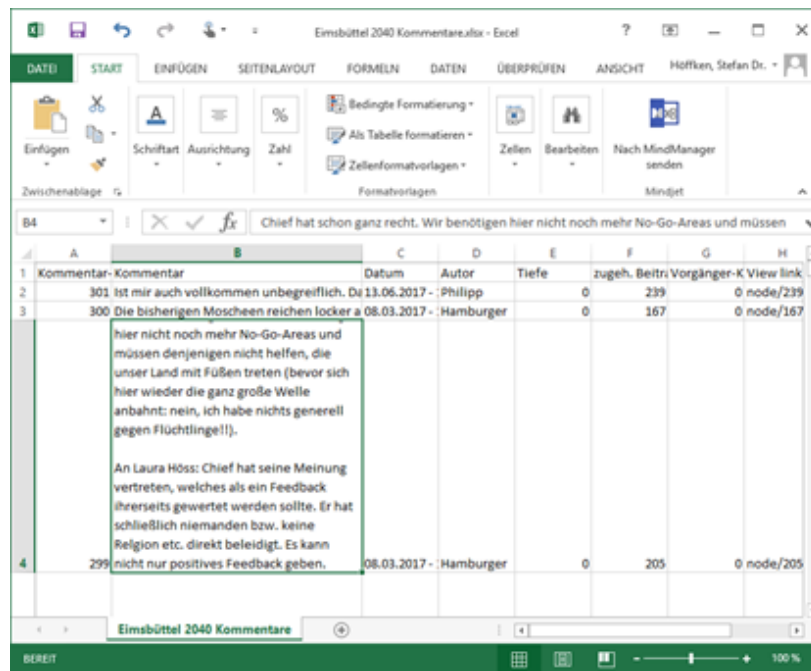 Eimsbüttel 2040 Kommentare.xlsx - Excel
?
DATEI START EINFÜGEN SEITENLAYOUT FORMELN DATEN ÜBERPRÜFEN ANSICHT Höffken, Stefan Dr.
Einfügen
Zwischenablage
Schriftart
Ausrichtung
Zahl
%
Bedingte Formatierung
Als Tabelle formatieren
Zellenformatvorlagen
Formatvorlagen
Zellen
Bearbeiten
Nach MindManager
senden
Mindjet
B4 fx Chief hat schon ganz recht. Wir benötigen hier nicht noch mehr No-Go-Areas und müssen
A B C D E F G H
1 Kommentar- Kommentar Datum Autor Tiefe zugeh. Beitra Vorgänger-K View link
2 301 Ist mir auch vollkommen unbegreiflich. Da 13.06.2017 - Philipp 0 239 0 node/239
3 300 Die bisherigen Moscheen reichen locker a 08.03.2017 - Hamburger 0 167 0 node/167
hier nicht noch mehr No-Go-Areas und
müssen denjenigen nicht helfen, die
unser Land mit Füßen treten (bevor sich
hier wieder die ganz große Welle
anbahnt: nein, ich habe nichts generell
gegen Flüchtlinge!!).
An Laura Höss: Chief hat seine Meinung
vertreten, welches als ein Feedback
ihrerseits gewertet werden sollte. Er hat
schließlich niemanden bzw. keine
Religion etc. direkt beleidigt. Es kann
4 299 nicht nur positives Feedback geben. 08.03.2017 - Hamburger 0 205 0 node/205
Eimsbüttel 2040 Kommentare
BEREIT 100 %